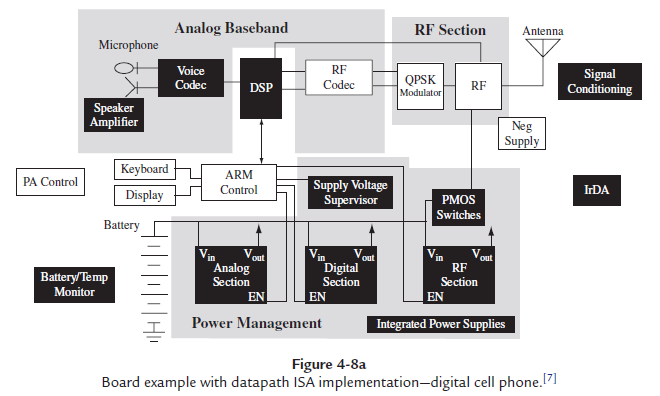 Analog Baseband
RF Section
Antenna
Microphone
Voice
Codec
DSP
RF
Codec
QPSK
Modulator
RF
Signal
Conditioning
Speaker
Amplifier
Neg
Supply
PA Control
Keyboard
Display
ARM
Control
Supply Voltage
Supervisor
PMOS
Switches
IrDA
Battery
Battery/Temp
Monitor
Vin Vout
Analog
Section
EN
Vin Vout
Digital
Section
EN
Vin Vout
RF
Section
EN
Power Management
Integrated Power Supplies
Figure 4-8a
Board example with datapath ISA implementation—digital cell phone.[7]